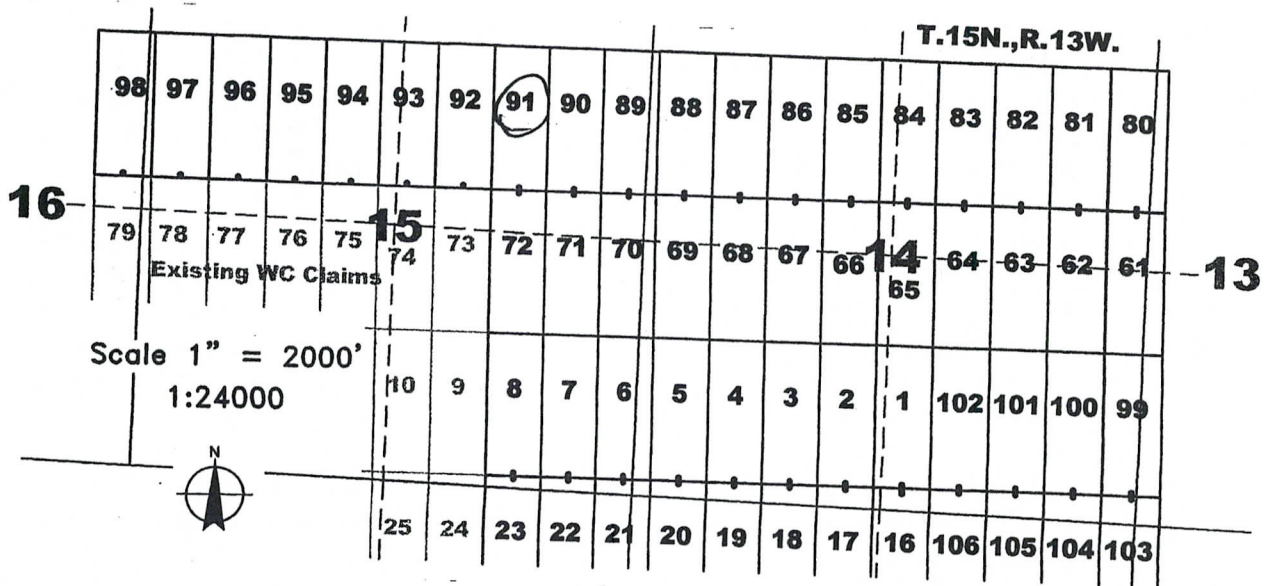 T.15N.,R.13W.
98 97 96 95 94 93 92 91 90 89 88 87 86 85 84 83 82 81 80
16 15 14 13
79 78 77 76 75 74 73 72 71 70 69 68 67 66 65 64 63 62 61
Existing WC Claims
Scale 1" = 2000'
1:24000
10 9 8 7 6 5 4 3 2 1 102 101 100 99
N
25 24 23 22 21 20 19 18 17 16 106 105 104 103